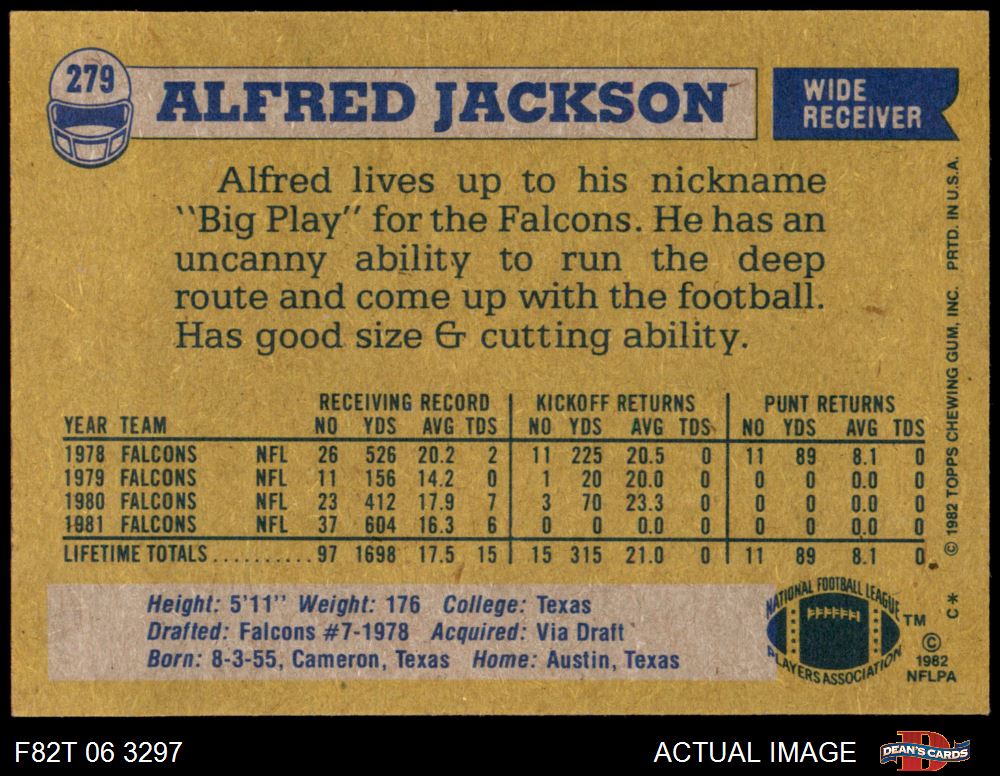 279
ALFRED JACKSON
WIDE
RECEIVER
Alfred lives up to his nickname
"Big Play" for the Falcons. He has an
uncanny ability to run the deep
route and come up with the football.
Has good size & cutting ability.
RECEIVING RECORD KICKOFF RETURNS PUNT RETURNS
YEAR TEAM NO YDS AVG TDS NO YDS AVG TDS NO YDS AVG TDS
1978 FALCONS NFL 26 526 20.2 2 11 225 20.5 0 11 89 8.1 0
1979 FALCONS NFL 11 156 14.2 0 1 20 20.0 0 0 0 0.0 0
1980 FALCONS NFL 23 412 17.9 7 3 70 23.3 0 0 0 0.0 0
1981 FALCONS NFL 37 604 16.3 6 0 0 0.0 0 0 0 0.0 0
LIFETIME TOTALS.......... 97 1698 17.5 15 15 315 21.0 0 11 89 8.1 0
Height: 5'11" Weight: 176 College: Texas
Drafted: Falcons #7-1978 Acquired: Via Draft
Born: 8-3-55, Cameron, Texas Home: Austin, Texas
NATIONAL FOOTBALL LEAGUE
PLAYERS ASSOCIATION
TM
©
1982
NFLPA
C*
© 1982 TOPPS CHEWING GUM, INC. PRTD. IN U.S.A.
F82T 06 3297
ACTUAL IMAGE
D
DEAN'S CARDS